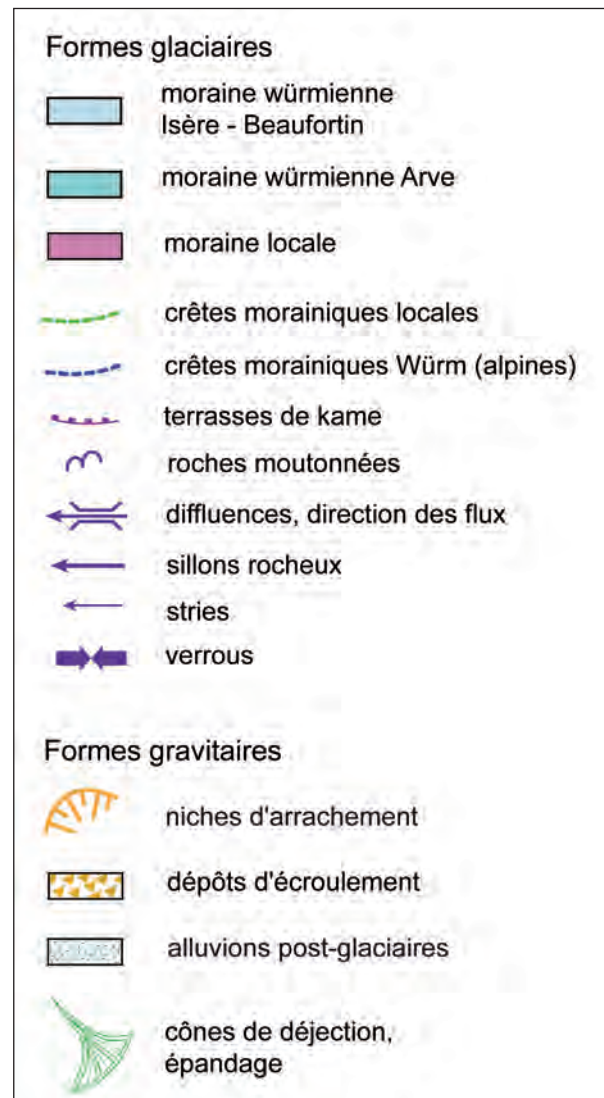 Formes glaciaires
moraine würmienne
Isère - Beaufortin
moraine würmienne Arve
moraine locale
crêtes morainiques locales
crêtes morainiques Würm (alpines)
terrasses de kame
roches moutonnées
diffluences, direction des flux
sillons rocheux
stries
verrous
Formes gravitaires
niches d'arrachement
dépôts d'écroulement
alluvions post-glaciaires
cônes de déjection,
épandage